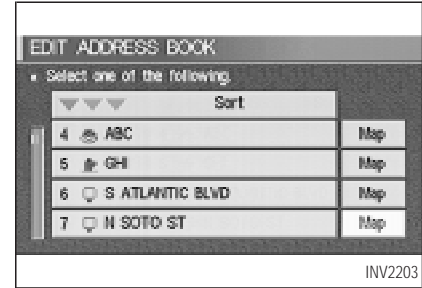 EDIT ADDRESS BOOK
Select one of the following.
Sort
4 ABC Map
5 GHI Map
6 S ATLANTIC BLVD Map
7 N SOTO ST Map
INV2203